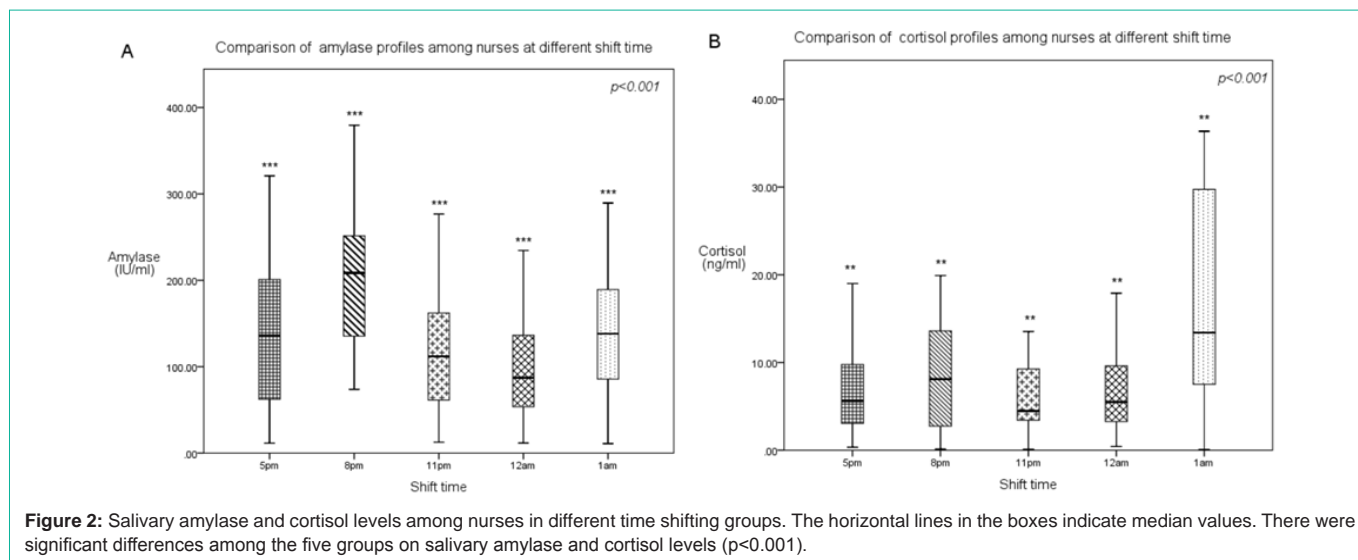 A
Comparison of amylase profiles among nurses at different shift time
p<0.001
400.00
300.00
200.00
100.00
.00
Amylase
(IU/ml)
***
***
***
***
***
5pm
8pm
11pm
12am
1am
Shift time
B
Comparison of cortisol profiles among nurses at different shift time
p<0.001
40.00
30.00
20.00
10.00
.00
Cortisol
(ng/ml)
**
**
**
**
**
5pm
8pm
11pm
12am
1am
Shift time
Figure 2: Salivary amylase and cortisol levels among nurses in different time shifting groups. The horizontal lines in the boxes indicate median values. There were
significant differences among the five groups on salivary amylase and cortisol levels (p<0.001).